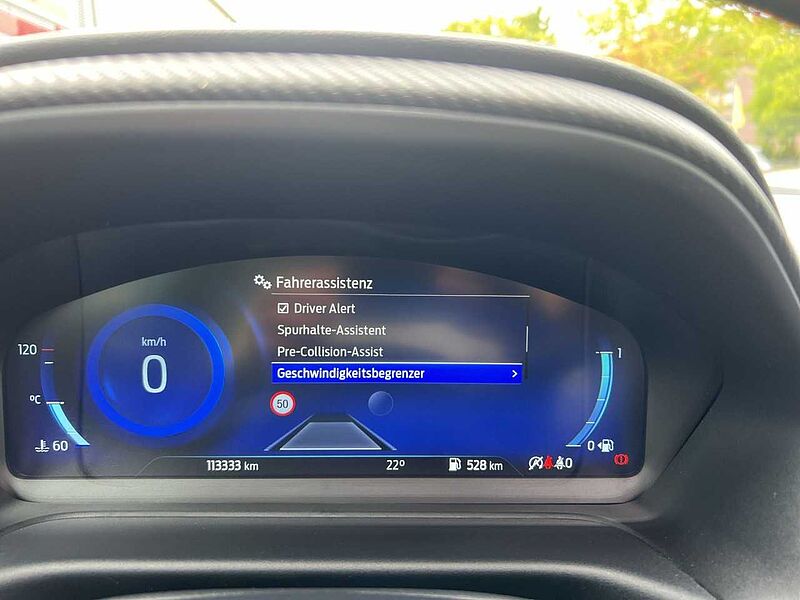 Fahrerassistenz
Driver Alert
Spurhalte-Assistent
Pre-Collision-Assist
Geschwindigkeitsbegrenzer >
km/h
0
120
°C
60
50
1
0
113333 km
22°
528 km
0